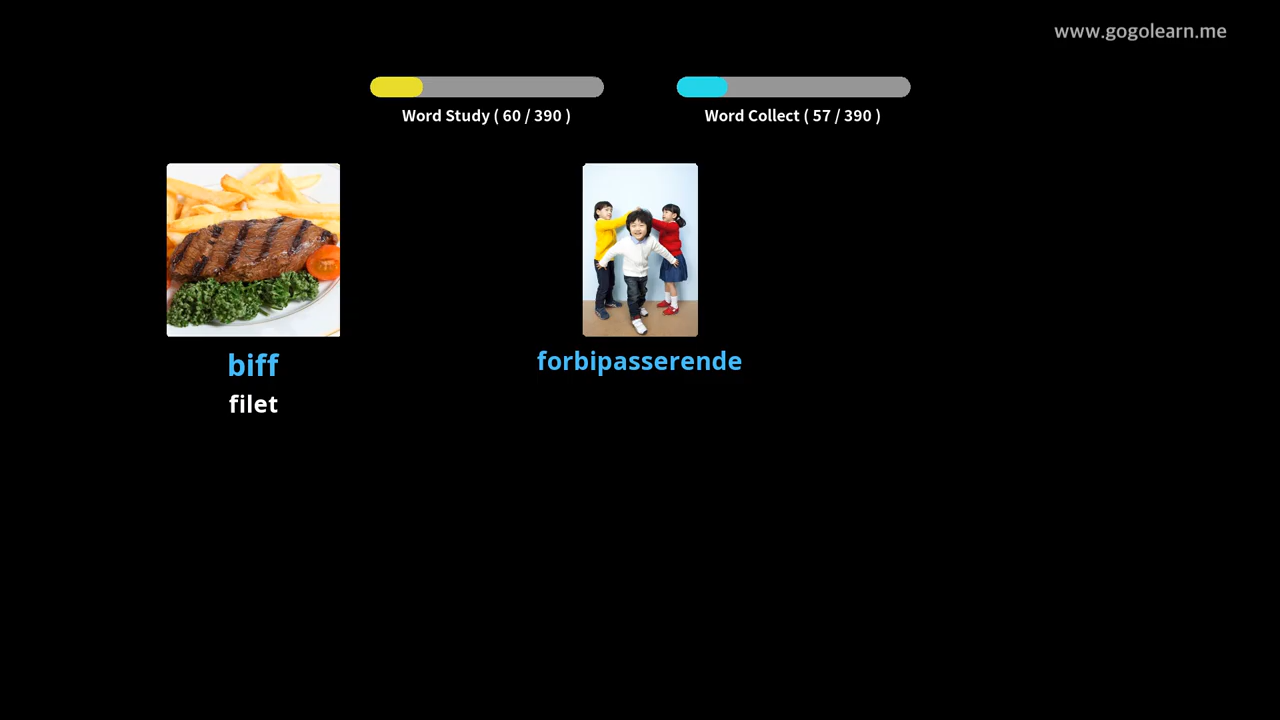 www.gogolearn.me
Word Study ( 60 / 390 )
Word Collect ( 57 / 390 )
biff
filet
forbipasserende